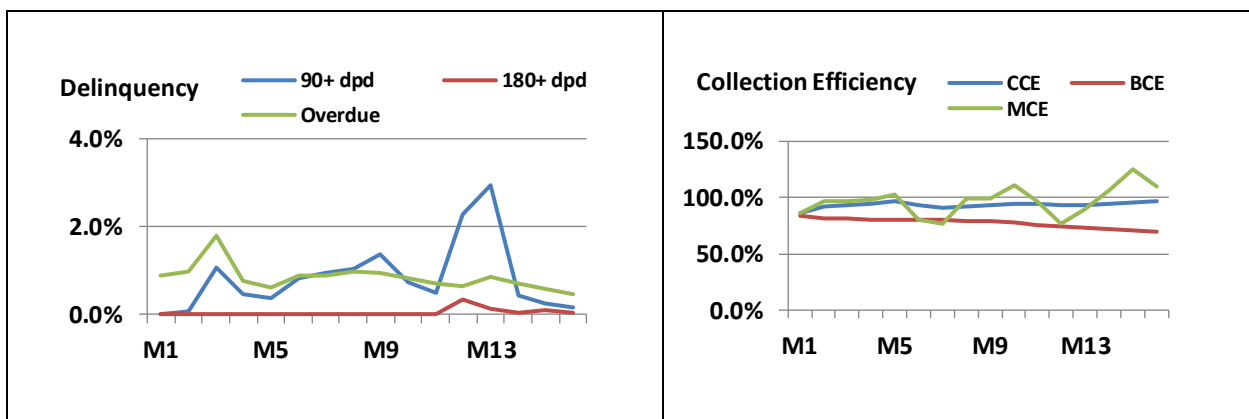 Delinquency
90+ dpd
180+ dpd
Overdue
4.0%
2.0%
0.0%
M1 M5 M9 M13
Collection Efficiency
CCE
BCE
MCE
150.0%
100.0%
50.0%
0.0%
M1 M5 M9 M13